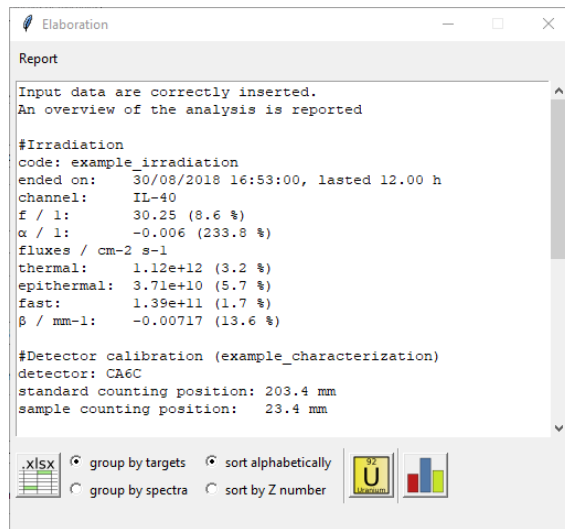 Elaboration
Report
Input data are correctly inserted.
An overview of the analysis is reported
#Irradiation
code: example_irradiation
ended on: 30/08/2018 16:53:00, lasted 12.00 h
channel: IL-40
f / 1: 30.25 (8.6 %)
α / 1: -0.006 (233.8 %)
fluxes / cm-2 s-1
thermal: 1.12e+12 (3.2 %)
epithermal: 3.71e+10 (5.7 %)
fast: 1.39e+11 (1.7 %)
β / mm-1: -0.00717 (13.6 %)
#Detector calibration (example_characterization)
detector: CA6C
standard counting position: 203.4 mm
sample counting position: 23.4 mm
.xlsx
group by targets
sort alphabetically
group by spectra
sort by Z number
92
U
Uranium